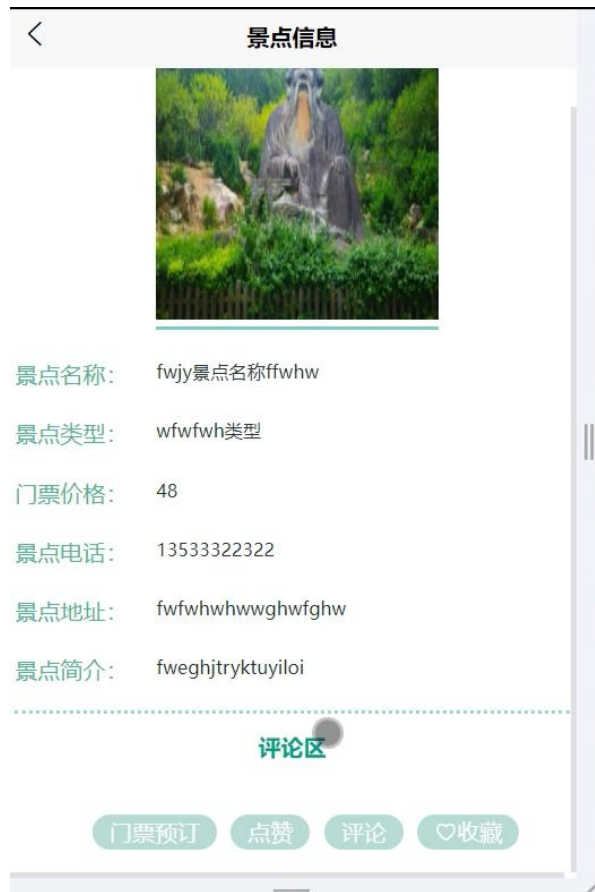 景点信息
景点名称: fwjy景点名称ffwhw
景点类型: wfwfwh类型
门票价格: 48
景点电话: 13533322322
景点地址: fwfwhwhwwghwfghw
景点简介: fweghjtryktuyiloi
评论区
门票预订 点赞 评论 ♡收藏